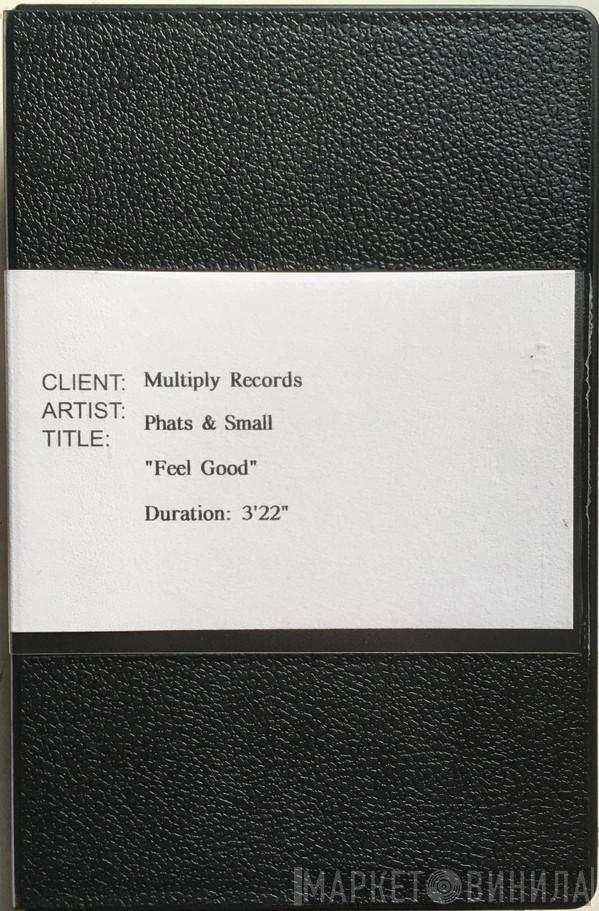 CLIENT: Multiply Records
ARTIST: Phats & Small
TITLE: "Feel Good"
Duration: 3'22"
МАРКЕТ ВИНИЛА